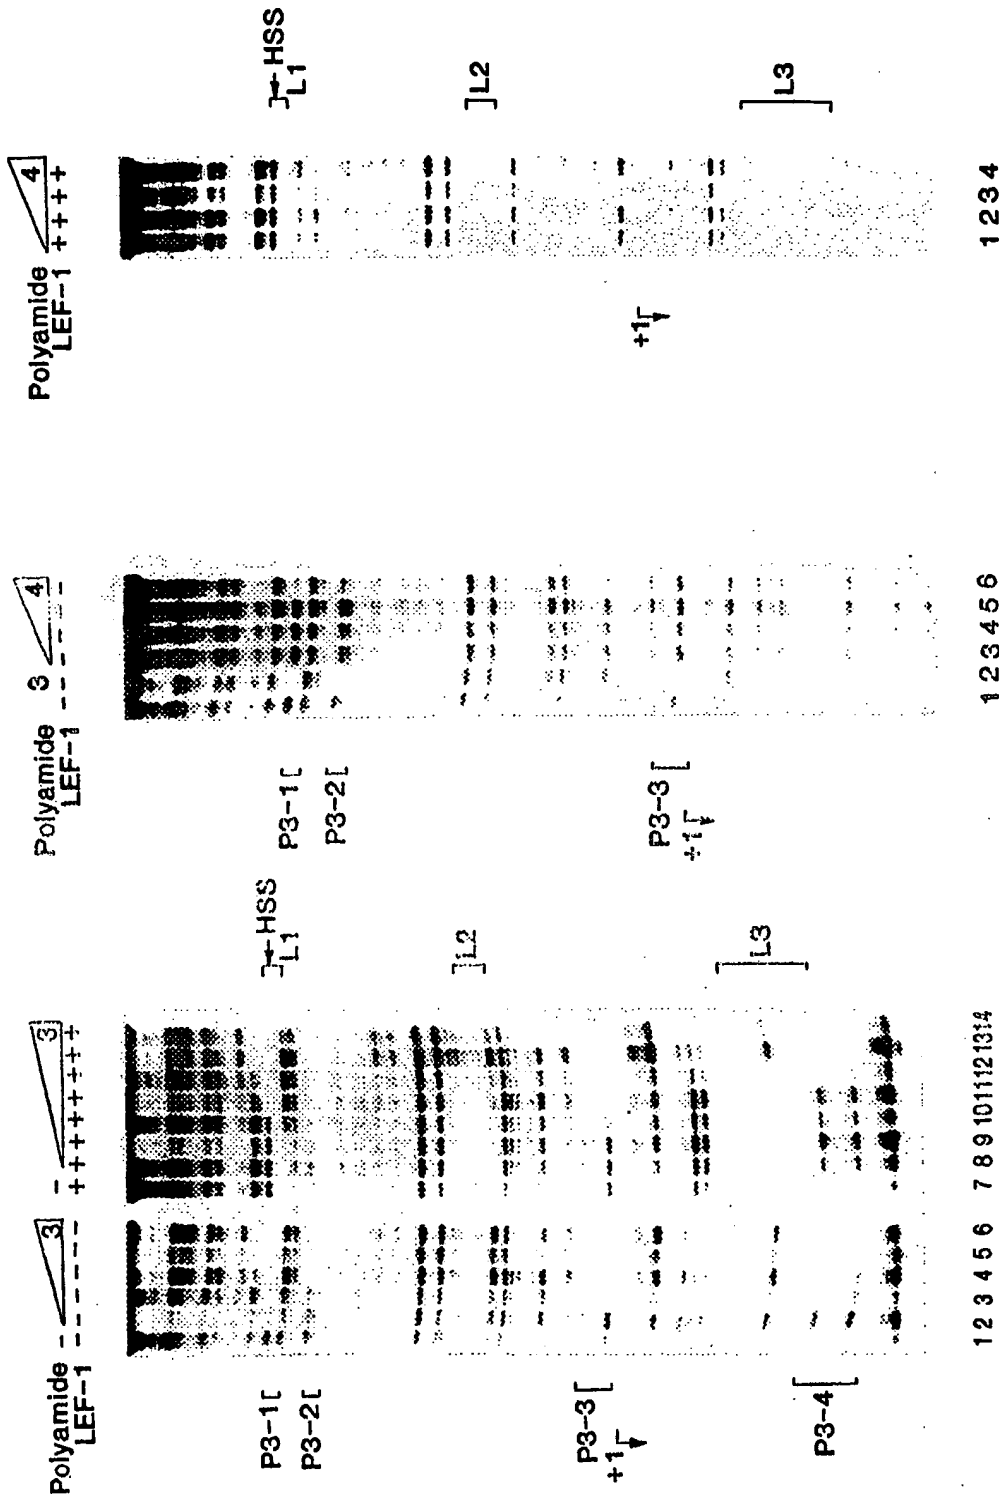 Polyamide – 3 – 3
LEF-1 – – – – – – + + + + + + + +
P3-1
P3-2
P3-3
+1
P3-4
HSS
L1
L2
L3
1 2 3 4 5 6 7 8 9 10 11 12 13 14
Polyamide 3 4
LEF-1 – – – – – –
P3-1
P3-2
P3-3
+1
1 2 3 4 5 6
Polyamide 4
LEF-1 + + + +
HSS
L1
L2
+1
L3
1 2 3 4